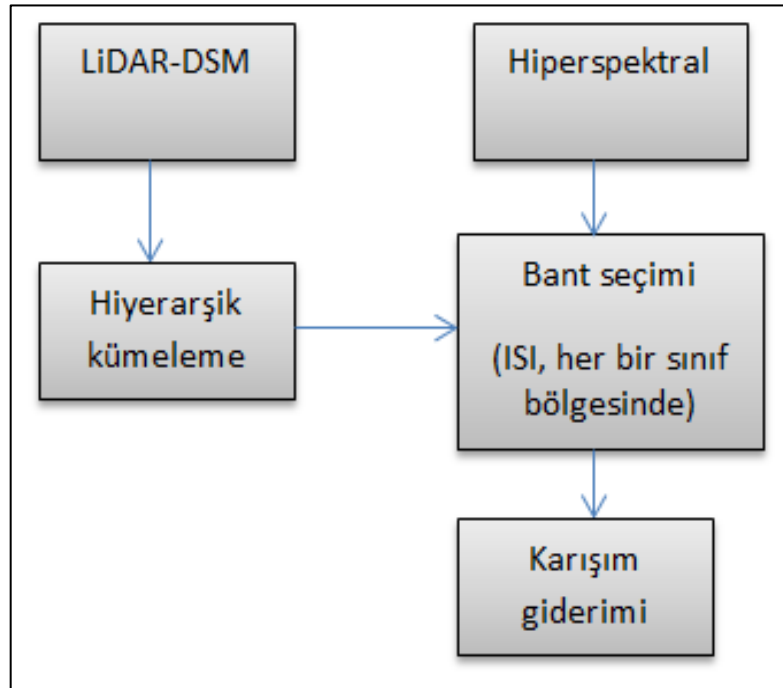 LiDAR-DSM
Hiperspektral
Hiyerarşik
kümeleme
Bant seçimi
(ISI, her bir sınıf
bölgesinde)
Karışım
giderimi